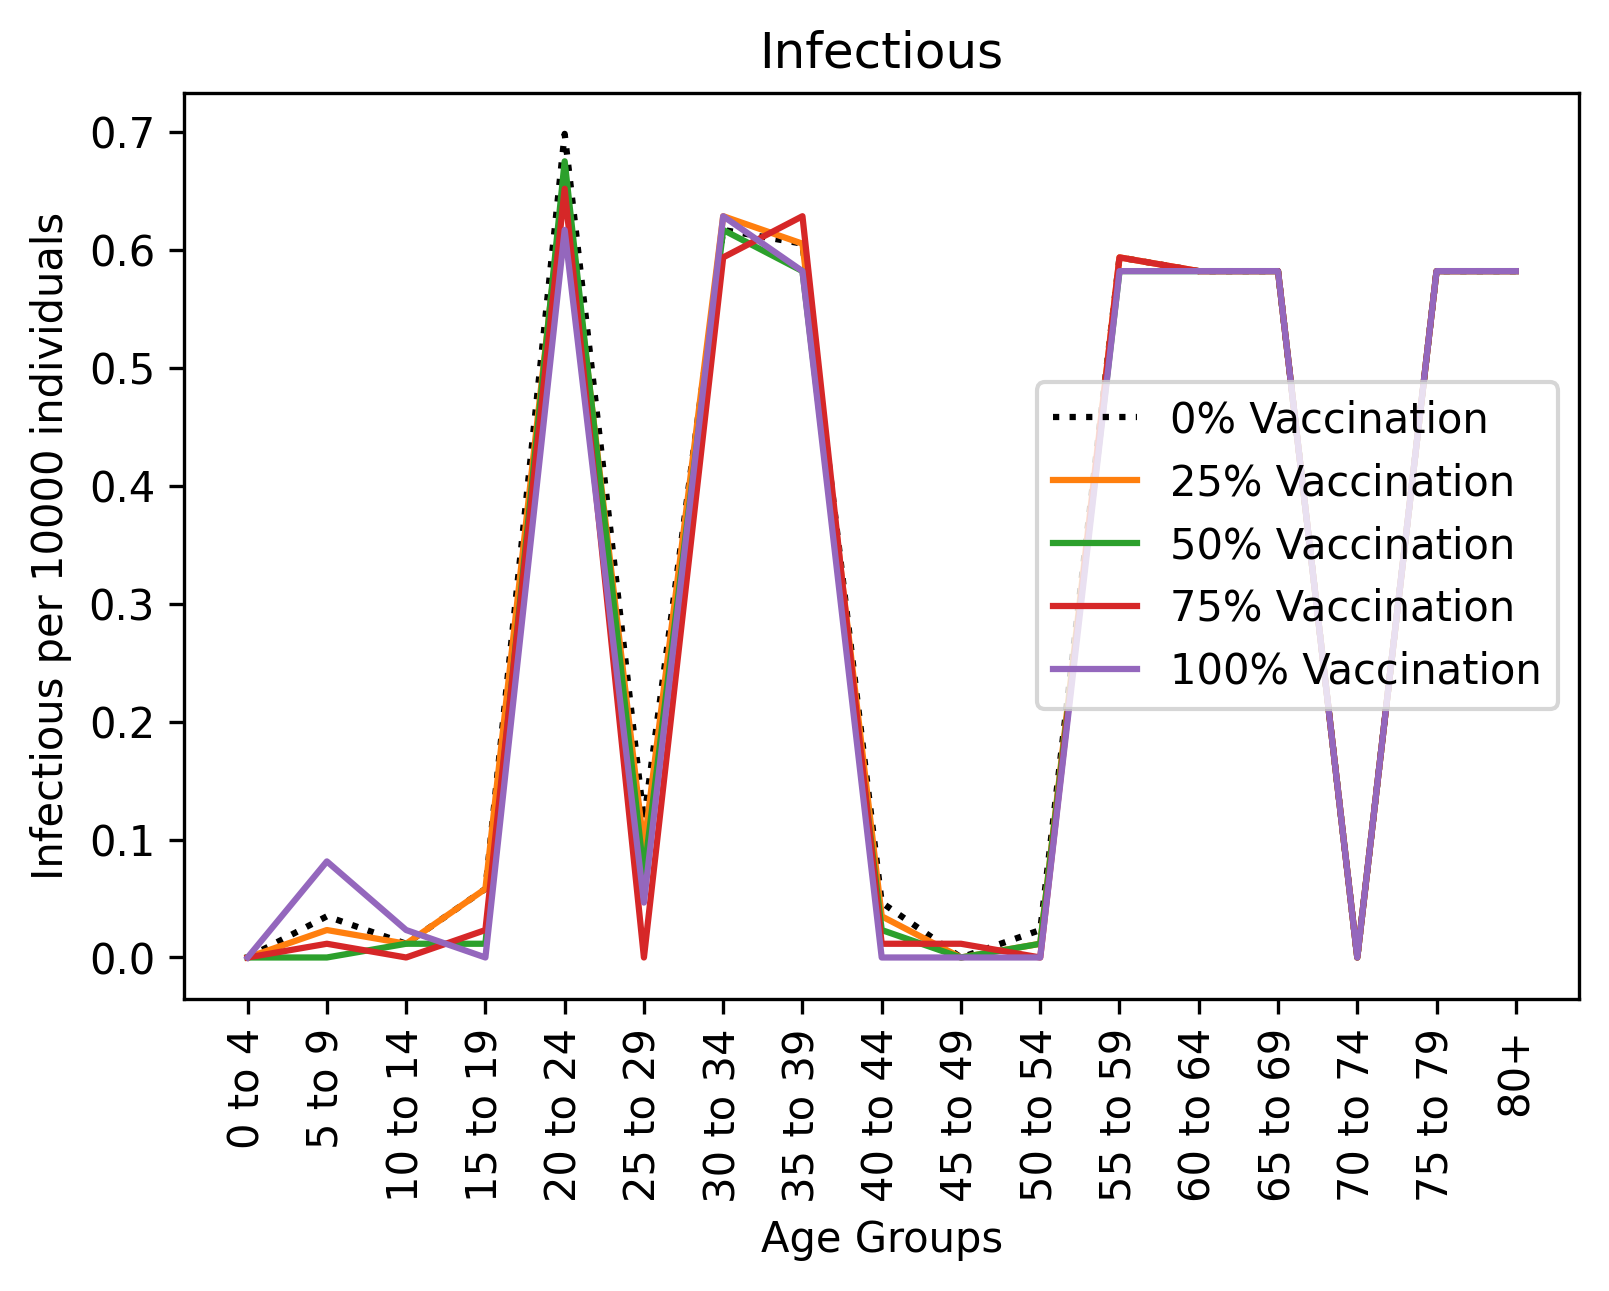 Infectious
Infectious per 10000 individuals
0.7
0.6
0.5
0.4
0.3
0.2
0.1
0.0
0% Vaccination
25% Vaccination
50% Vaccination
75% Vaccination
100% Vaccination
0 to 4
5 to 9
10 to 14
15 to 19
20 to 24
25 to 29
30 to 34
35 to 39
40 to 44
45 to 49
50 to 54
55 to 59
60 to 64
65 to 69
70 to 74
75 to 79
80+
Age Groups